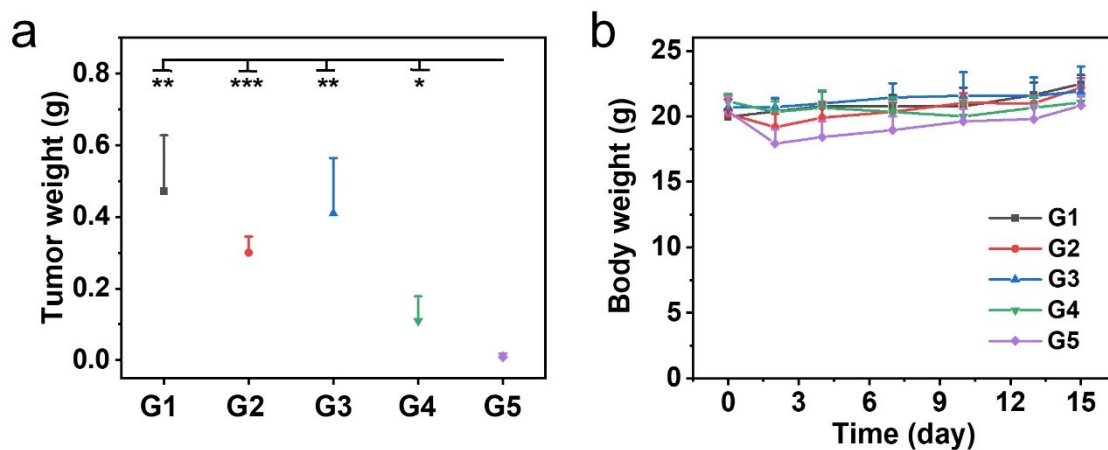 a
Tumor weight (g)
0.8
0.6
0.4
0.2
0.0
** *** ** *
G1 G2 G3 G4 G5
b
Body weight (g)
25
20
15
10
5
0
0 3 6 9 12 15
Time (day)
G1
G2
G3
G4
G5